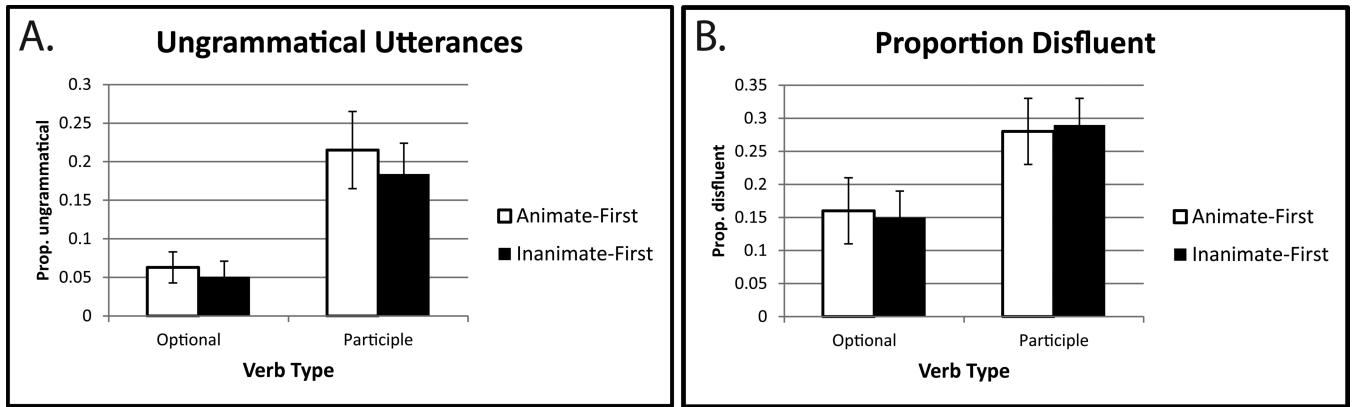 A.
Ungrammatical Utterances
Prop. ungrammatical
0.3
0.25
0.2
0.15
0.1
0.05
0
Optional
Participle
Verb Type
Animate-First
Inanimate-First
B.
Proportion Disfluent
Prop. disfluent
0.35
0.3
0.25
0.2
0.15
0.1
0.05
0
Optional
Participle
Verb Type
Animate-First
Inanimate-First